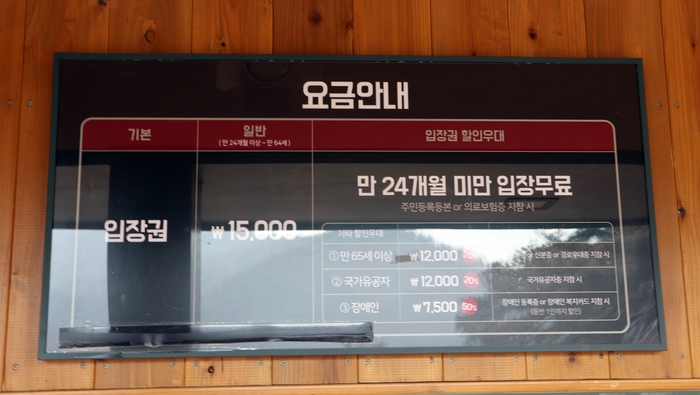 요금안내
기본
일반
(만 24개월 이상 ~ 만 64세)
입장권 할인우대
입장권
₩ 15,000
만 24개월 미만 입장무료
주민등록등본 or 의료보험증 지참 시
기타 할인우대
① 만 65세 이상 ₩ 12,000 20% or 신분증 or 경로우대증 지참 시
② 국가유공자 ₩ 12,000 20% 국가유공자증 지참 시
③ 장애인 ₩ 7,500 50% 장애인 등록증 or 장애인 복지카드 지참 시
(동반 1인까지 할인)